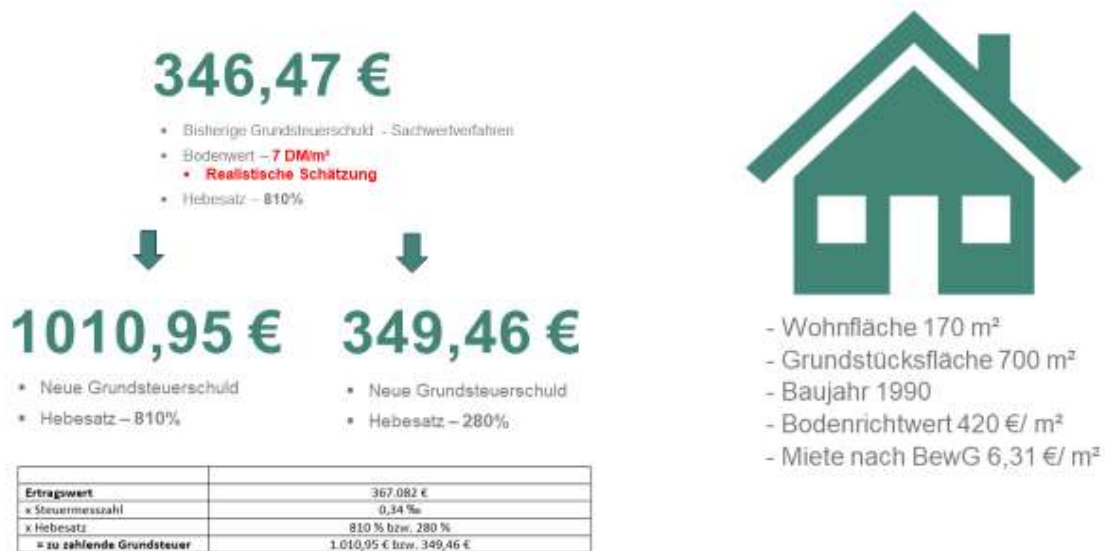 346,47 €
• Bisherige Grundsteuerschuld - Sachwertverfahren
• Bodenwert – 7 DM/m²
• Realistische Schätzung
• Hebesatz – 810%
1010,95 €
• Neue Grundsteuerschuld
• Hebesatz – 810%
349,46 €
• Neue Grundsteuerschuld
• Hebesatz – 280%
Ertragswert 367.082 €
x Steuermesszahl 0,34 ‰
x Hebesatz 810 % bzw. 280 %
= zu zahlende Grundsteuer 1.010,95 € bzw. 349,46 €
- Wohnfläche 170 m²
- Grundstücksfläche 700 m²
- Baujahr 1990
- Bodenrichtwert 420 €/ m²
- Miete nach BewG 6,31 €/ m²